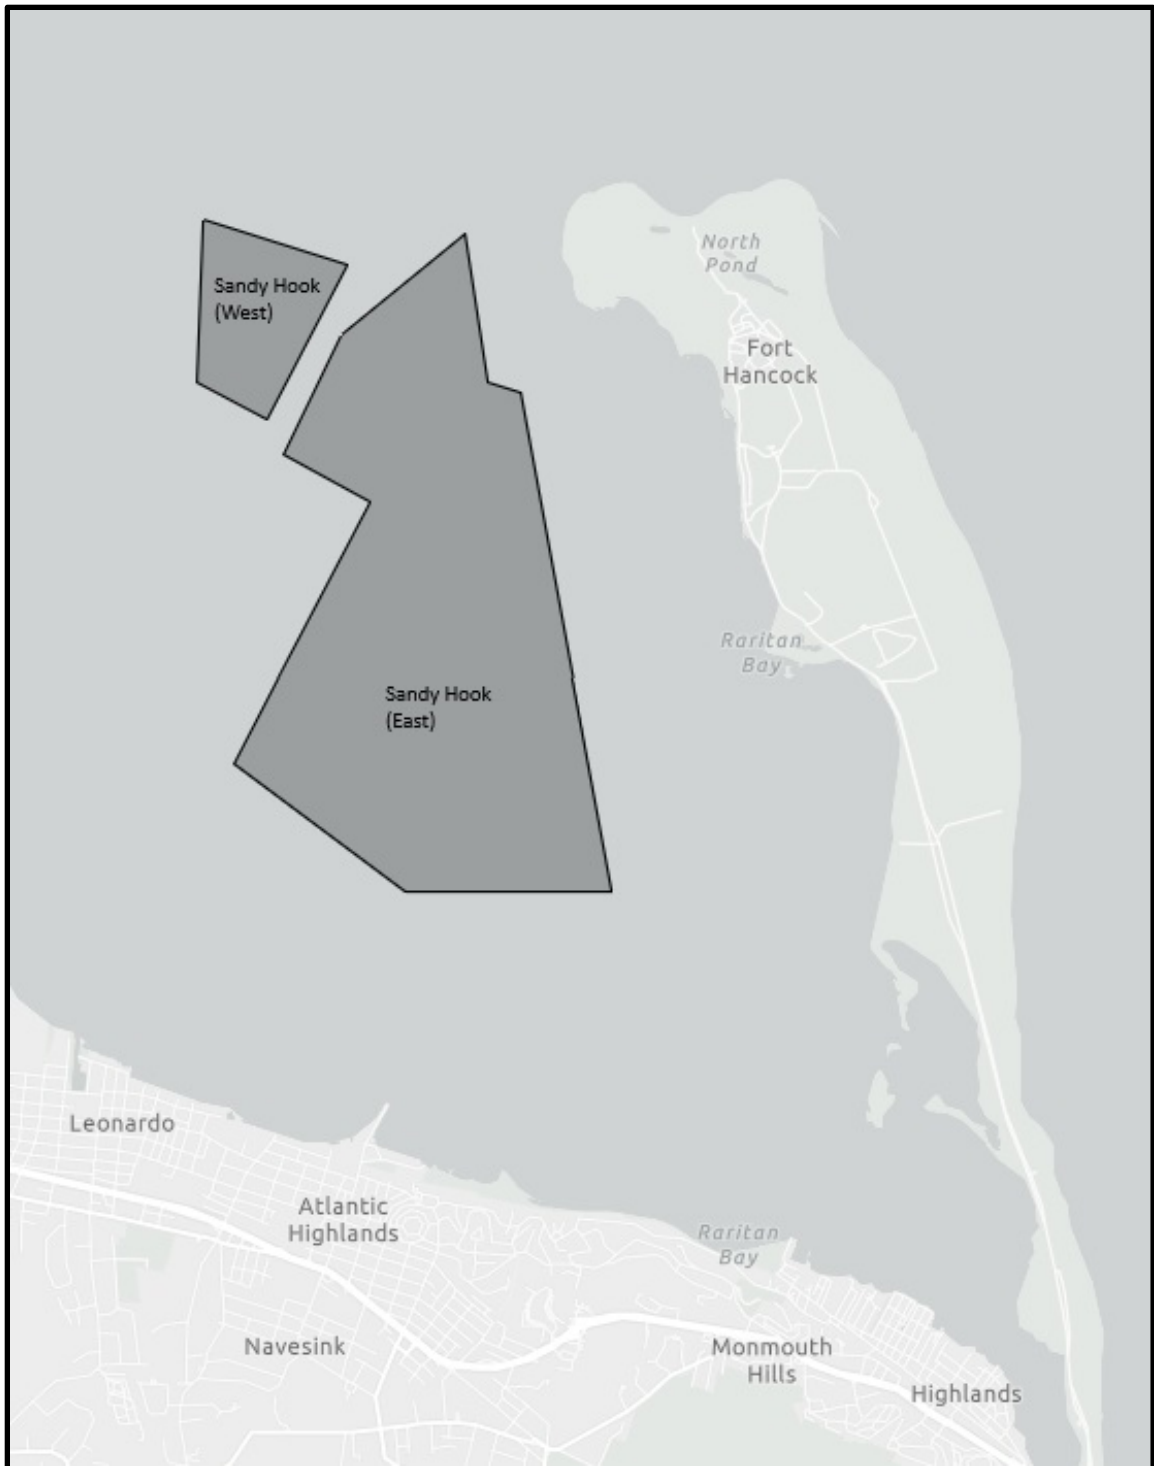 North
Pond
Sandy Hook
(West)
Fort
Hancock
Raritan
Bay
Sandy Hook
(East)
Leonardo
Atlantic
Highlands
Raritan
Bay
Navesink
Monmouth
Hills
Highlands